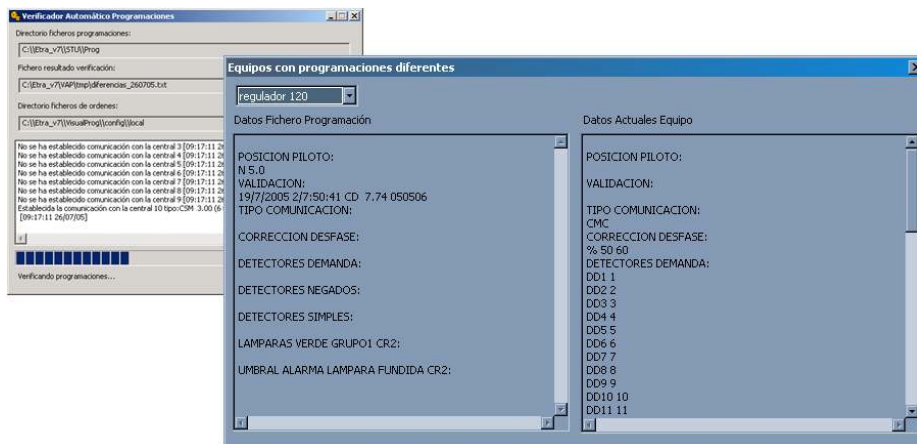 Verificador Automático Programaciones
Directorio ficheros programaciones:
C:\\Etra_v7\\STU\\Prog
Fichero resultado verificación:
C:\Etra_v7\VAP\tmp\diferencias_260705.txt
Directorio ficheros de ordenes:
C:\\Etra_v7\\VisualProg\\config\\local
No se ha establecido comunicación con la central 3 [09:17:11
No se ha establecido comunicación con la central 4 [09:17:11
No se ha establecido comunicación con la central 5 [09:17:11
No se ha establecido comunicación con la central 6 [09:17:11
No se ha establecido comunicación con la central 7 [09:17:11
No se ha establecido comunicación con la central 8 [09:17:11
No se ha establecido comunicación con la central 9 [09:17:11
Establecida la comunicación con la central 10 tipo:CSM 3.00 (6
[09:17:11 26/07/05]
Verificando programaciones...
Equipos con programaciones diferentes
regulador 120
Datos Fichero Programación
POSICION PILOTO:
N 5.0
VALIDACION:
19/7/2005 2/7:50:41 CD 7.74 050506
TIPO COMUNICACION:
CORRECCION DESFASE:
DETECTORES DEMANDA:
DETECTORES NEGADOS:
DETECTORES SIMPLES:
LAMPARAS VERDE GRUPO1 CR2:
UMBRAL ALARMA LAMPARA FUNDIDA CR2:
Datos Actuales Equipo
POSICION PILOTO:
VALIDACION:
TIPO COMUNICACION:
CMC
CORRECCION DESFASE:
% 50 60
DETECTORES DEMANDA:
DD1 1
DD2 2
DD3 3
DD4 4
DD5 5
DD6 6
DD7 7
DD8 8
DD9 9
DD10 10
DD11 11